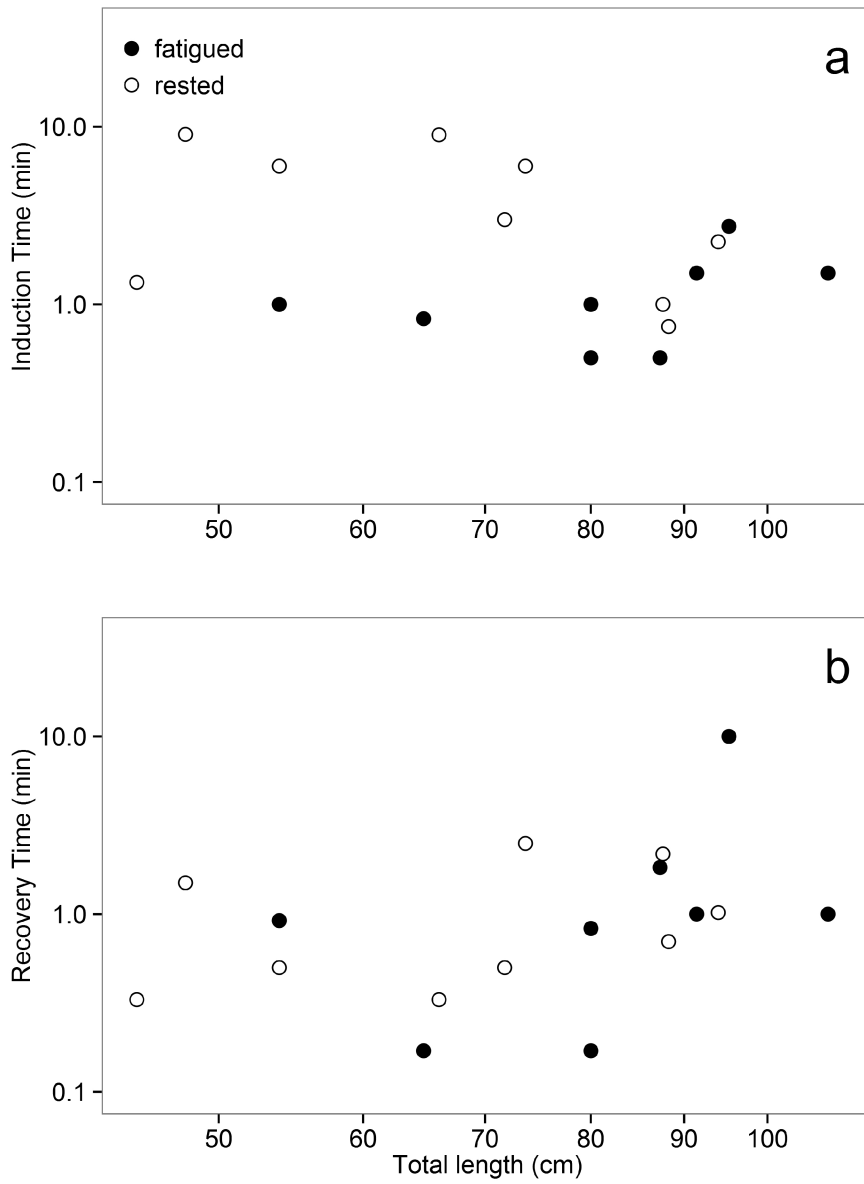 a
fatigued
rested
Induction Time (min)
10.0
1.0
0.1
50 60 70 80 90 100
b
Recovery Time (min)
10.0
1.0
0.1
50 60 70 80 90 100
Total length (cm)